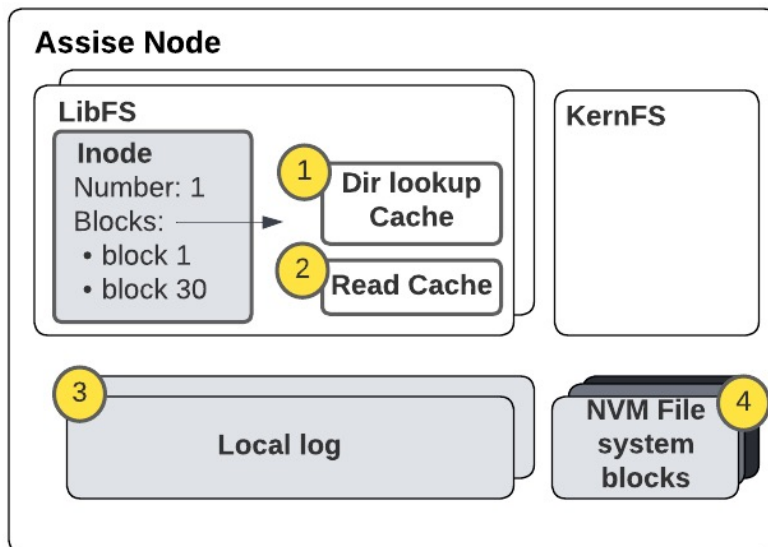 Assise Node
LibFS
Inode
Number: 1
Blocks:
• block 1
• block 30
1
Dir lookup
Cache
2
Read Cache
KernFS
3
Local log
4
NVM File
system
blocks